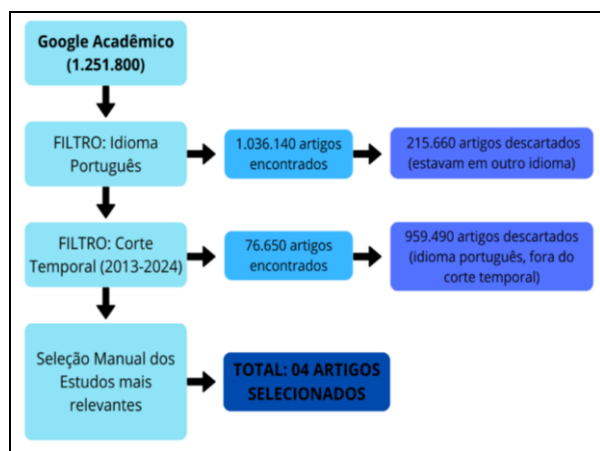 Google Acadêmico
(1.251.800)
FILTRO: Idioma
Português
1.036.140 artigos
encontrados
215.660 artigos descartados
(estavam em outro idioma)
FILTRO: Corte
Temporal (2013-2024)
76.650 artigos
encontrados
959.490 artigos descartados
(idioma português, fora do
corte temporal)
Seleção Manual dos
Estudos mais
relevantes
TOTAL: 04 ARTIGOS
SELECIONADOS